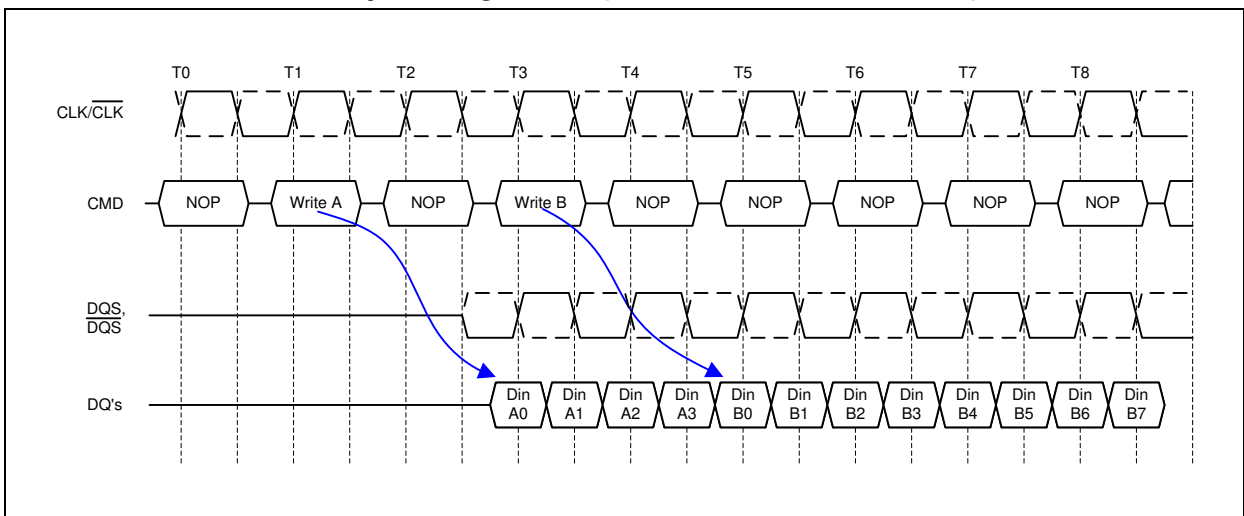 T0 T1 T2 T3 T4 T5 T6 T7 T8
CLK/CLK
CMD NOP Write A NOP Write B NOP NOP NOP NOP NOP
DQS,
DQS
DQ's Din Din Din Din Din Din Din Din Din Din Din Din
A0 A1 A2 A3 B0 B1 B2 B3 B4 B5 B6 B7